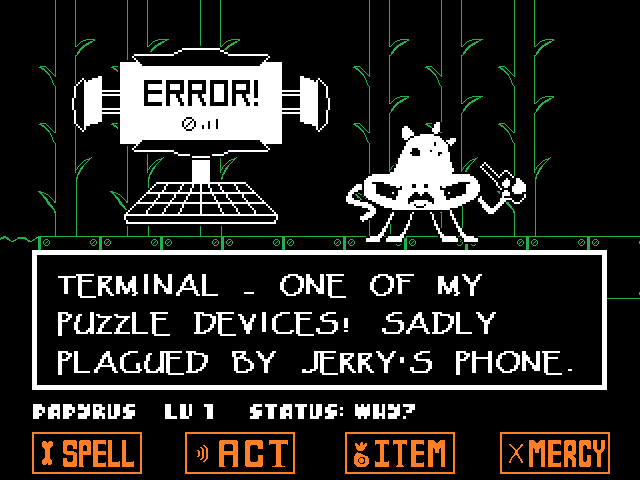 ERROR!
TERMINAL - ONE OF MY
PUZZLE DEVICES! SADLY
PLAGUED BY JERRY'S PHONE.
PAPYRUS LV 1 STATUS: WHY?
SPELL ACT ITEM MERCY